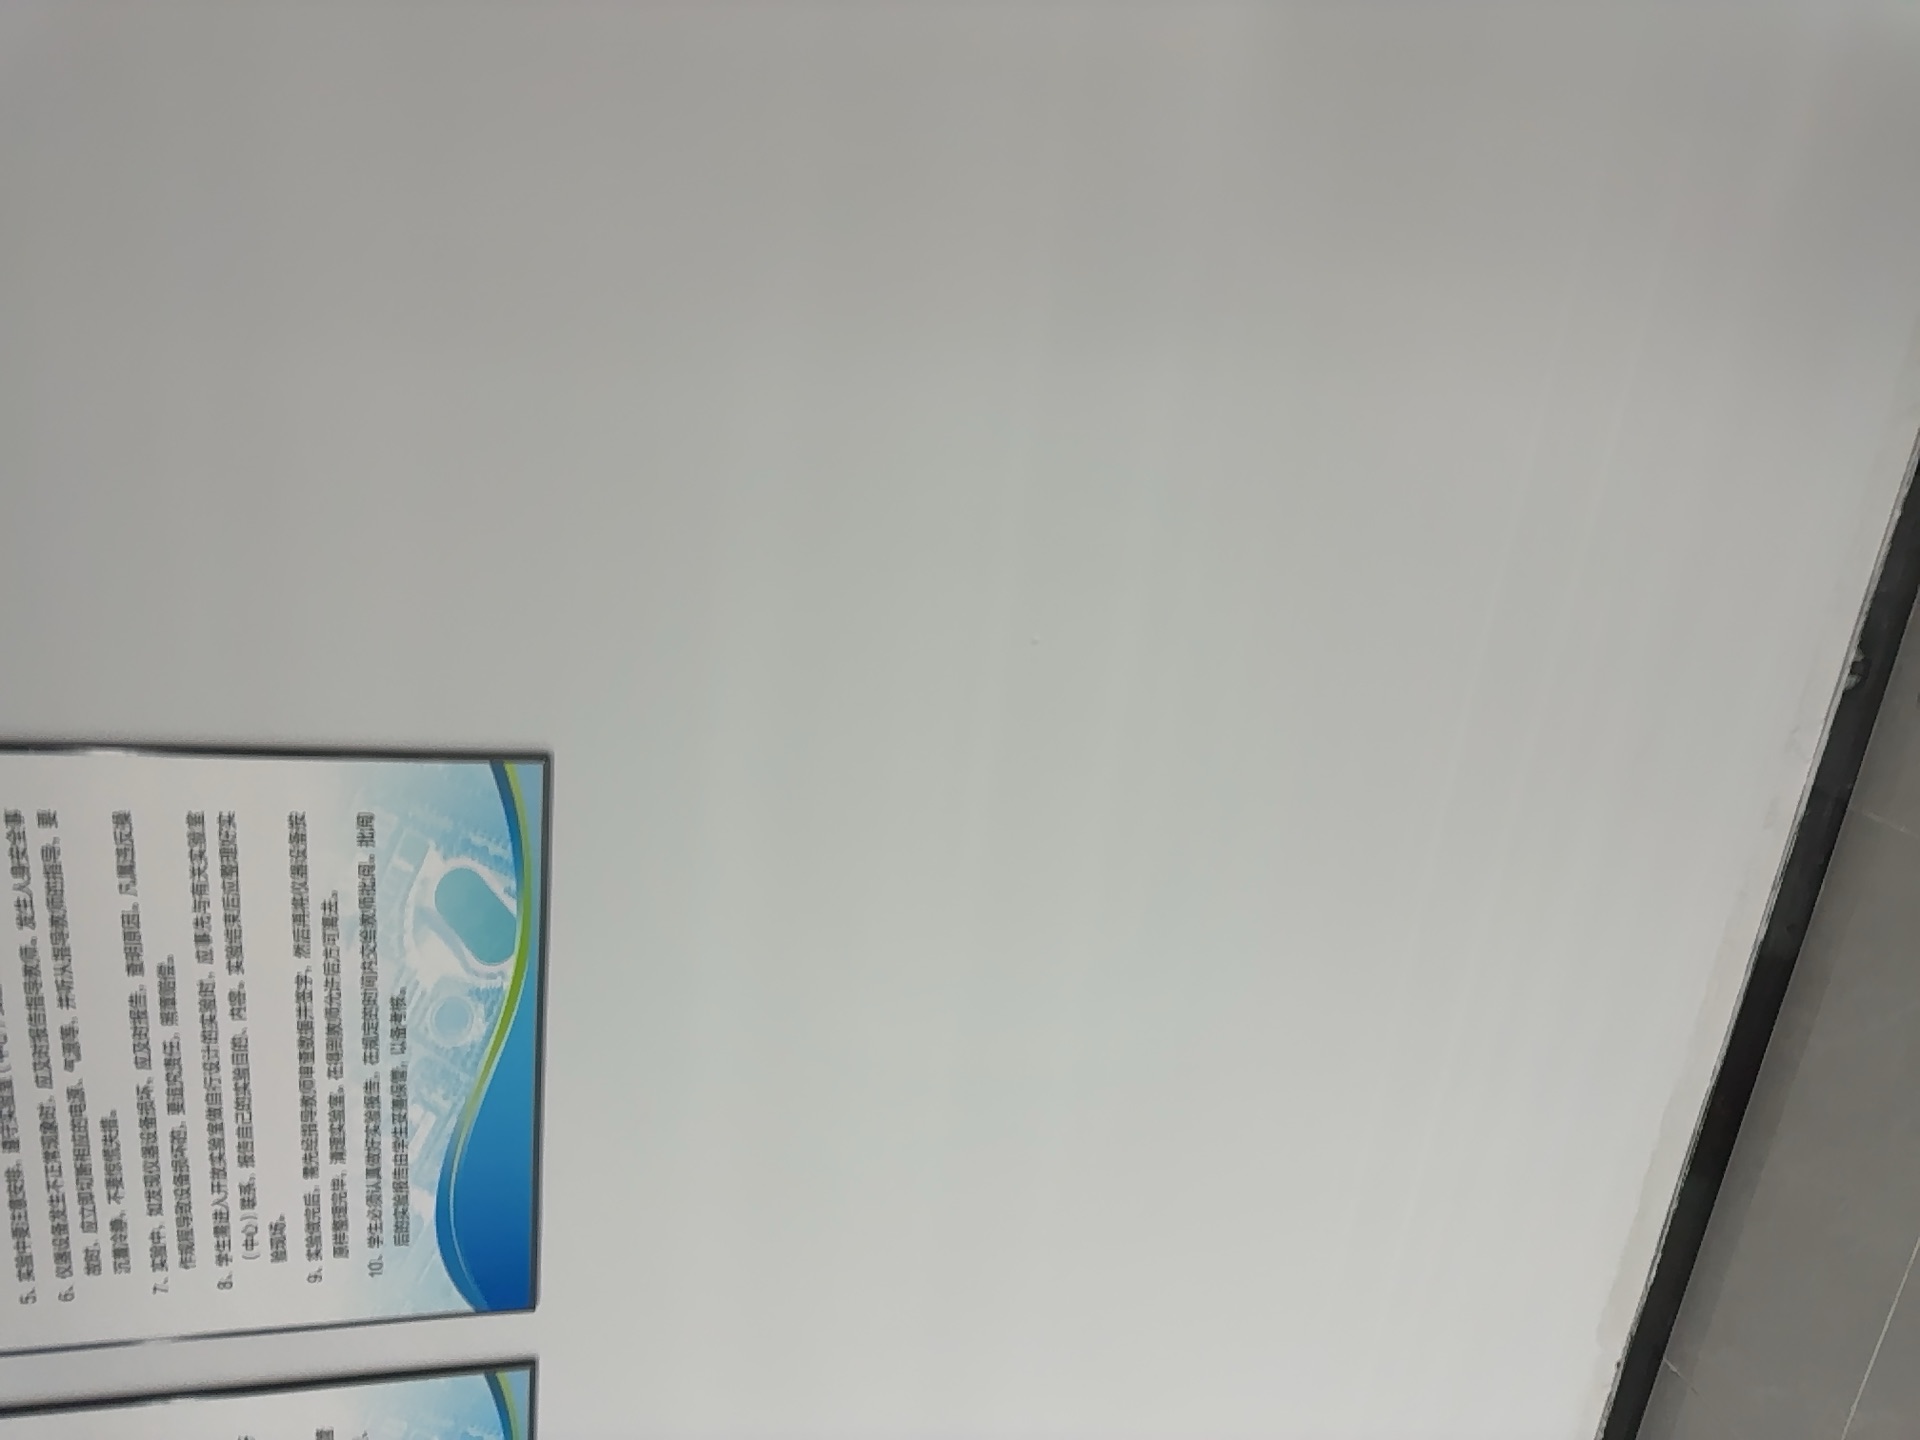 5、实验中要注意安排，遵守实验室（中心）
6、仪器设备发生不正常现象时，应及时报告指导教师。发生人身安全事
故时，应立即切断相应的电源、气源等，并听从指导教师的指导，要
沉着冷静，不要惊慌失措。
7、实验中，如发现仪器设备损坏，应及时报告，查明原因。凡属违反操
作规程导致设备损坏的，要追究责任，照章赔偿。
8、学生需进入开放实验室做自行设计的实验时，应事先与有关实验室
（中心）联系，报告自己的实验目的、内容。实验结束后应整理好实
验现场。
9、实验做完后，需先经指导教师审查数据并签字，然后再将仪器设备按
原样整理完毕，清理实验室。在得到教师允许后方可离去。
10、学生必须认真做好实验报告，在规定的时间内交给教师批阅。批阅
后的实验报告由学生妥善保管，以备考核。